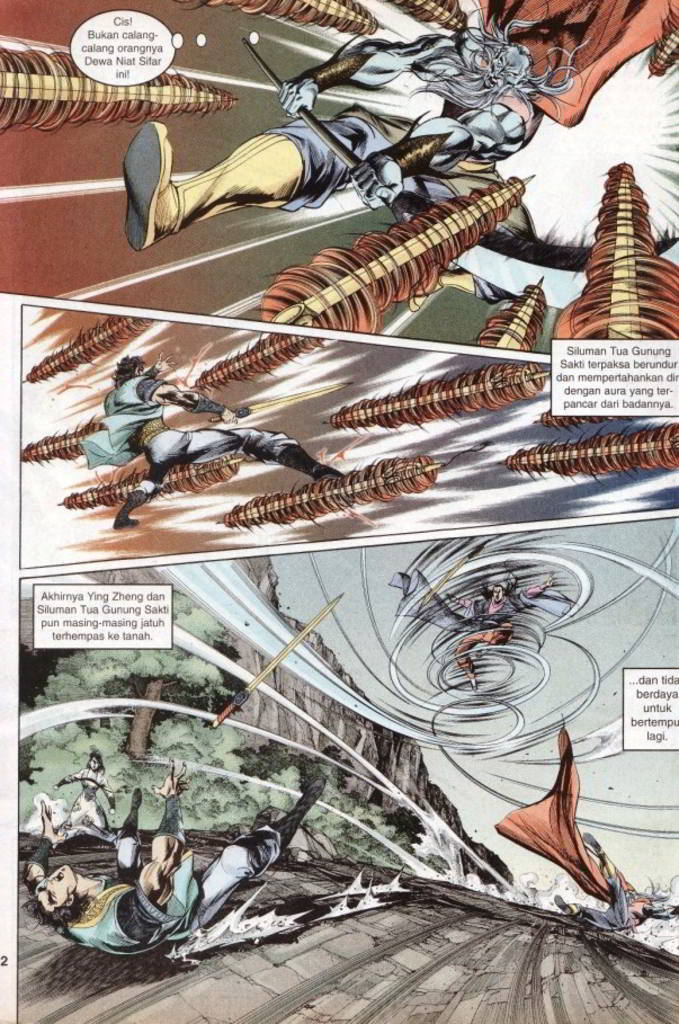 Cis!
Bukan calang-
calang orangnya
Dewa Niat Sifar
ini!
Siluman Tua Gunung
Sakti terpaksa berundur
dan mempertahankan dir
dengan aura yang ter-
pancar dari badannya.
Akhirnya Ying Zheng dan
Siluman Tua Gunung Sakti
pun masing-masing jatuh
terhempas ke tanah.
...dan tida
berdaya
untuk
bertempu
lagi.
2